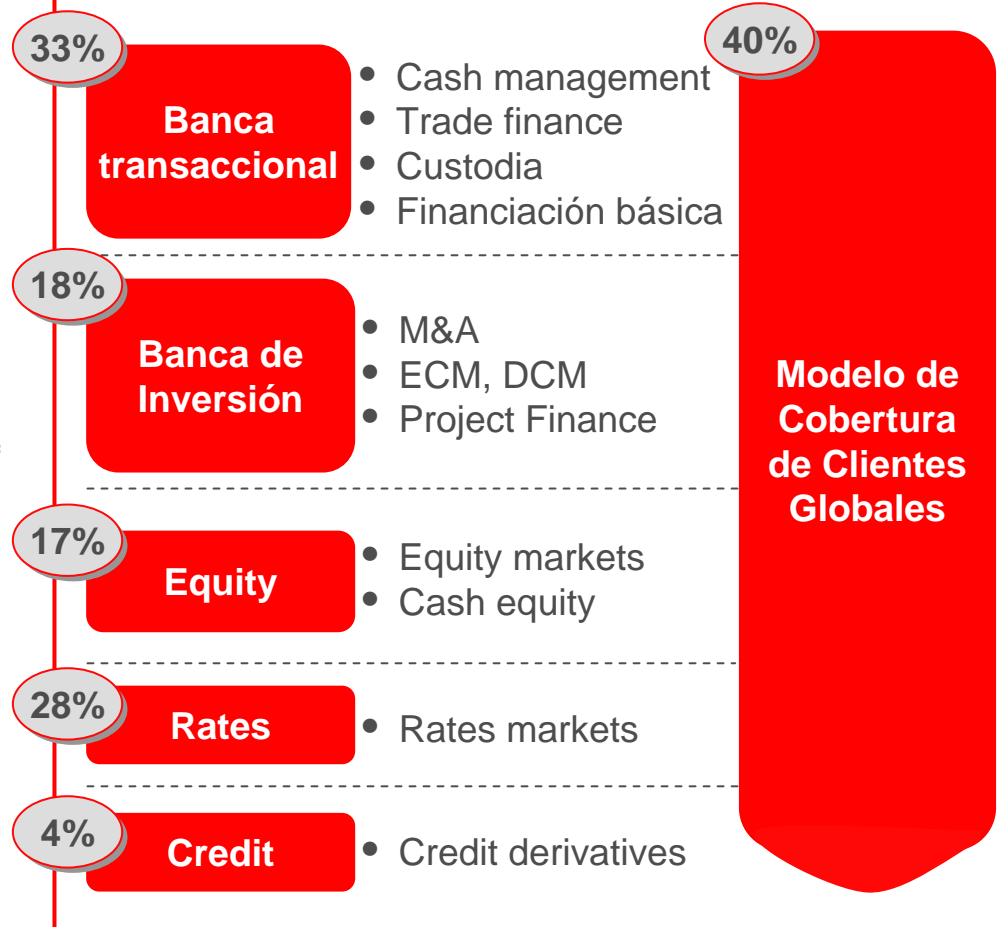 33%
Banca
transaccional
• Cash management
• Trade finance
• Custodia
• Financiación básica
18%
Banca de
Inversión
• M&A
• ECM, DCM
• Project Finance
17%
Equity
• Equity markets
• Cash equity
28%
Rates
• Rates markets
4%
Credit
• Credit derivatives
40%
Modelo de
Cobertura
de Clientes
Globales